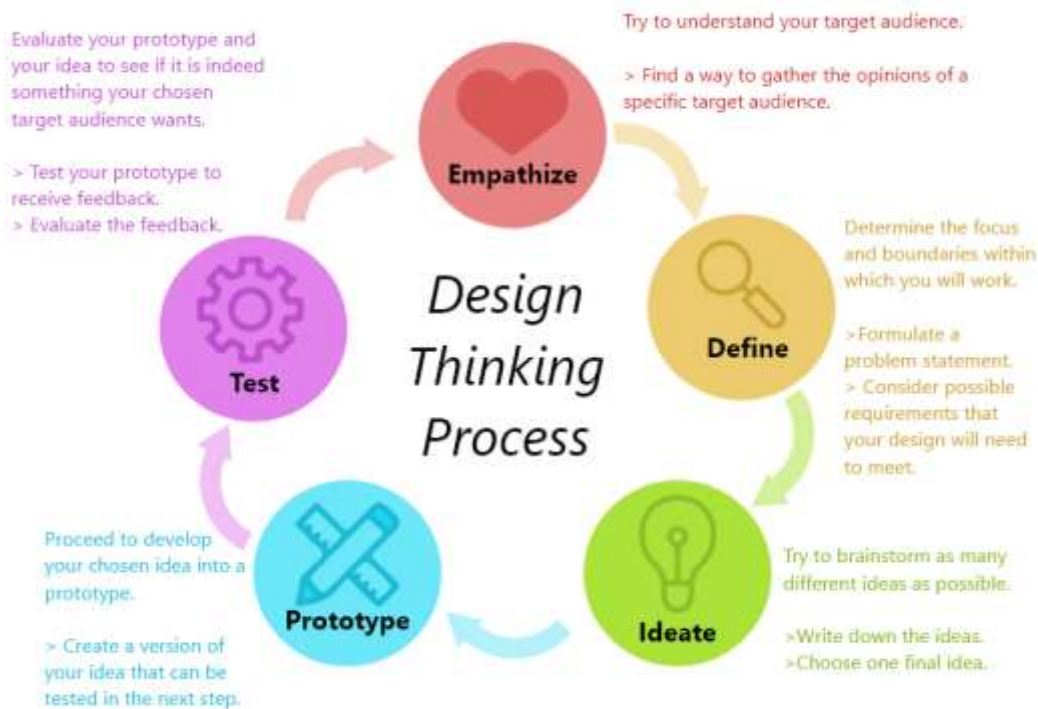 Design
Thinking
Process
Empathize
Try to understand your target audience.
> Find a way to gather the opinions of a
specific target audience.
Define
Determine the focus
and boundaries within
which you will work.
>Formulate a
problem statement.
> Consider possible
requirements that
your design will need
to meet.
Ideate
Try to brainstorm as many
different ideas as possible.
>Write down the ideas.
>Choose one final idea.
Prototype
Proceed to develop
your chosen idea into a
prototype.
> Create a version of
your idea that can be
tested in the next step.
Test
Evaluate your prototype and
your idea to see if it is indeed
something your chosen
target audience wants.
> Test your prototype to
receive feedback.
> Evaluate the feedback.